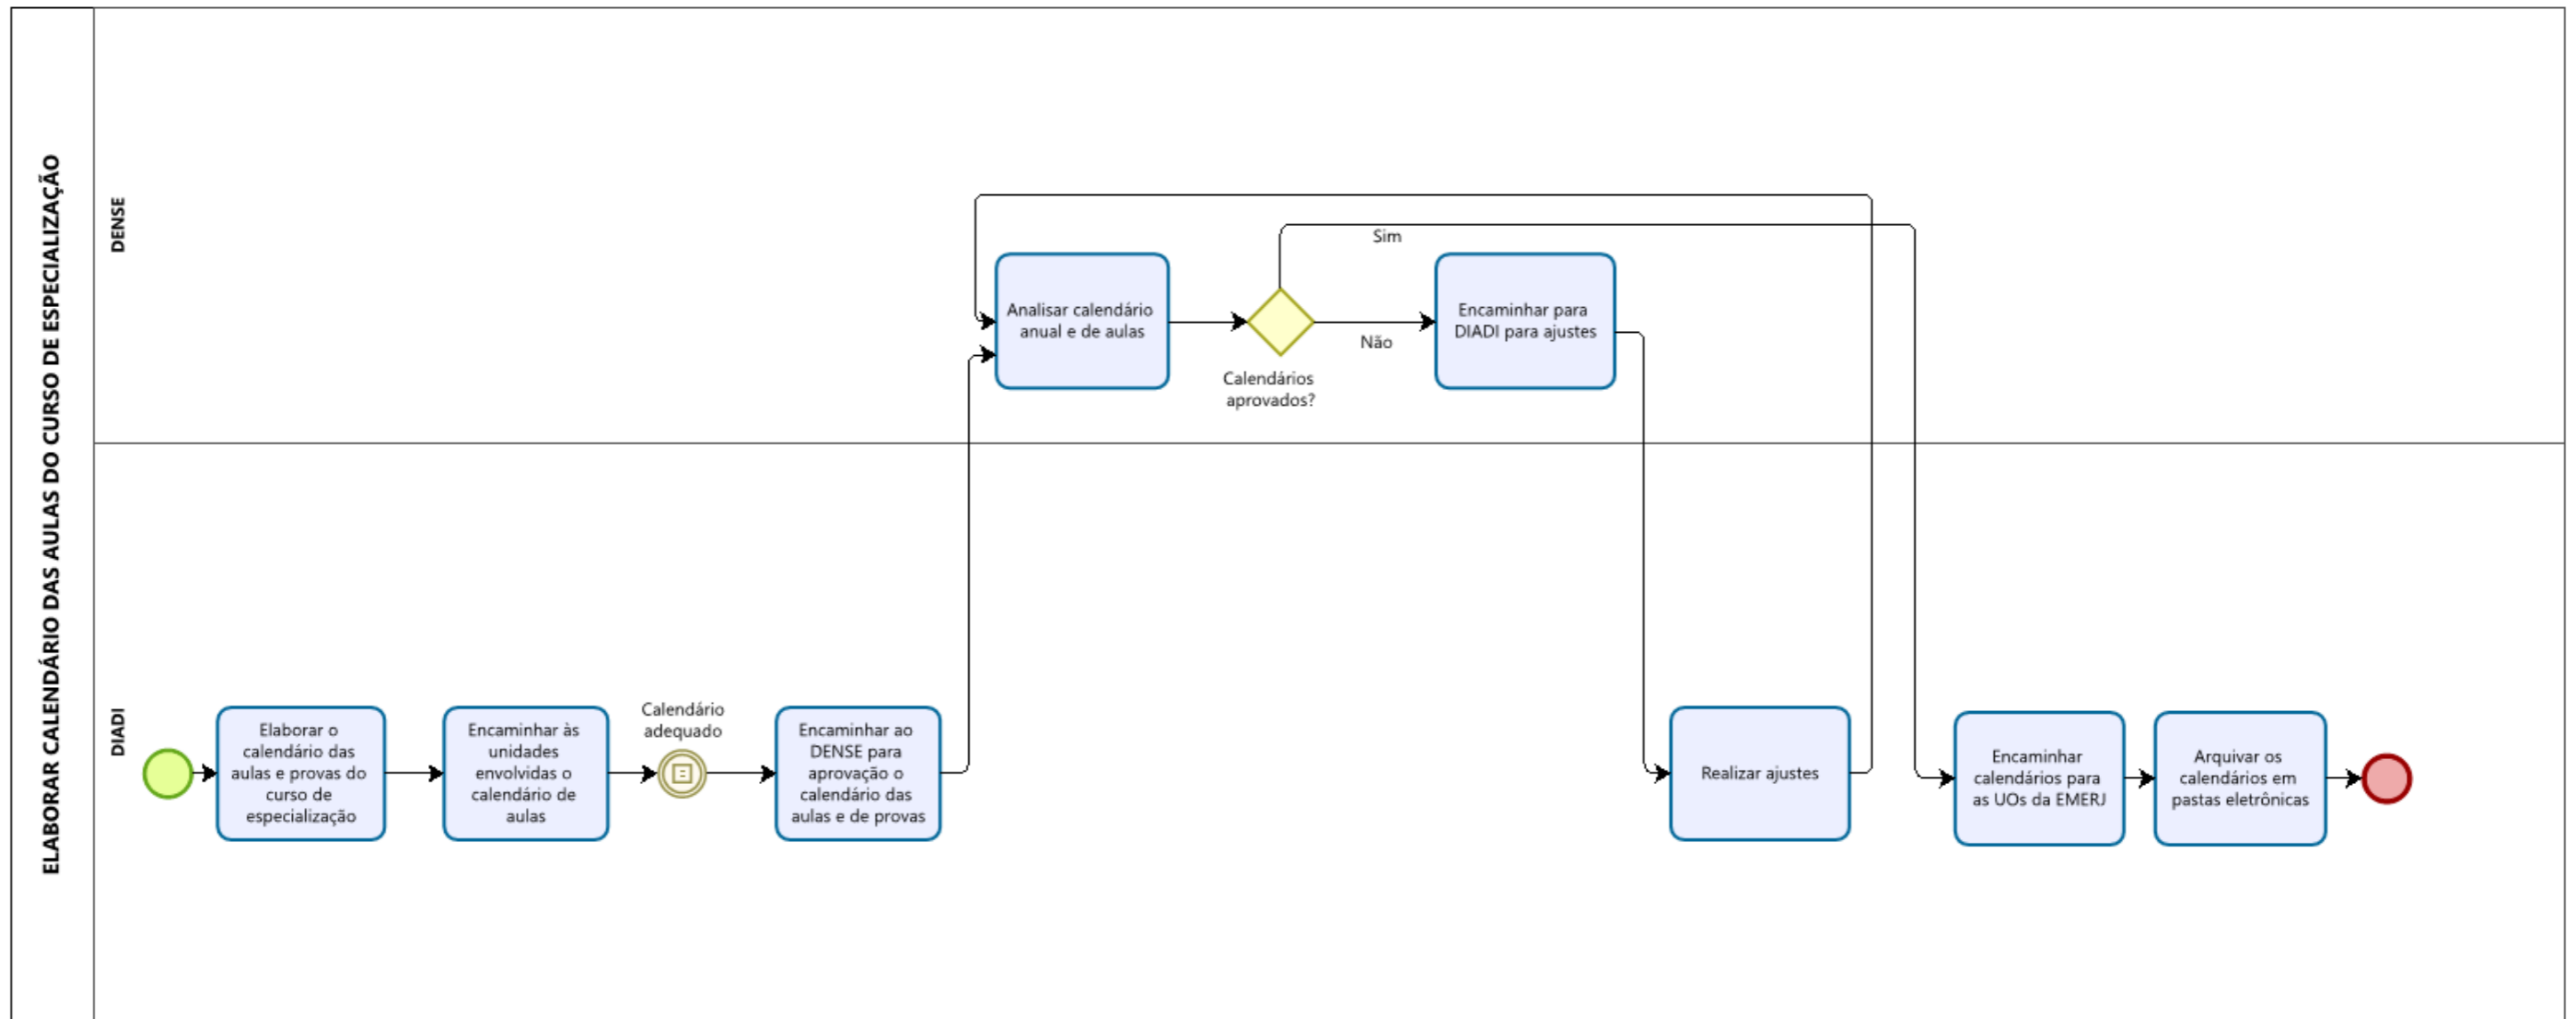 ELABORAR CALENDÁRIO DAS AULAS DO CURSO DE ESPECIALIZAÇÃO
DENSE
Analisar calendário
anual e de aulas
Calendários
aprovados?
Sim
Não
Encaminhar para
DIADI para ajustes
DIADI
Elaborar o
calendário das
aulas e provas do
curso de
especialização
Encaminhar às
unidades
envolvidas o
calendário de
aulas
Calendário
adequado
Encaminhar ao
DENSE para
aprovação o
calendário das
aulas e de provas
Realizar ajustes
Encaminhar
calendários para
as UOs da EMERJ
Arquivar os
calendários em
pastas eletrônicas